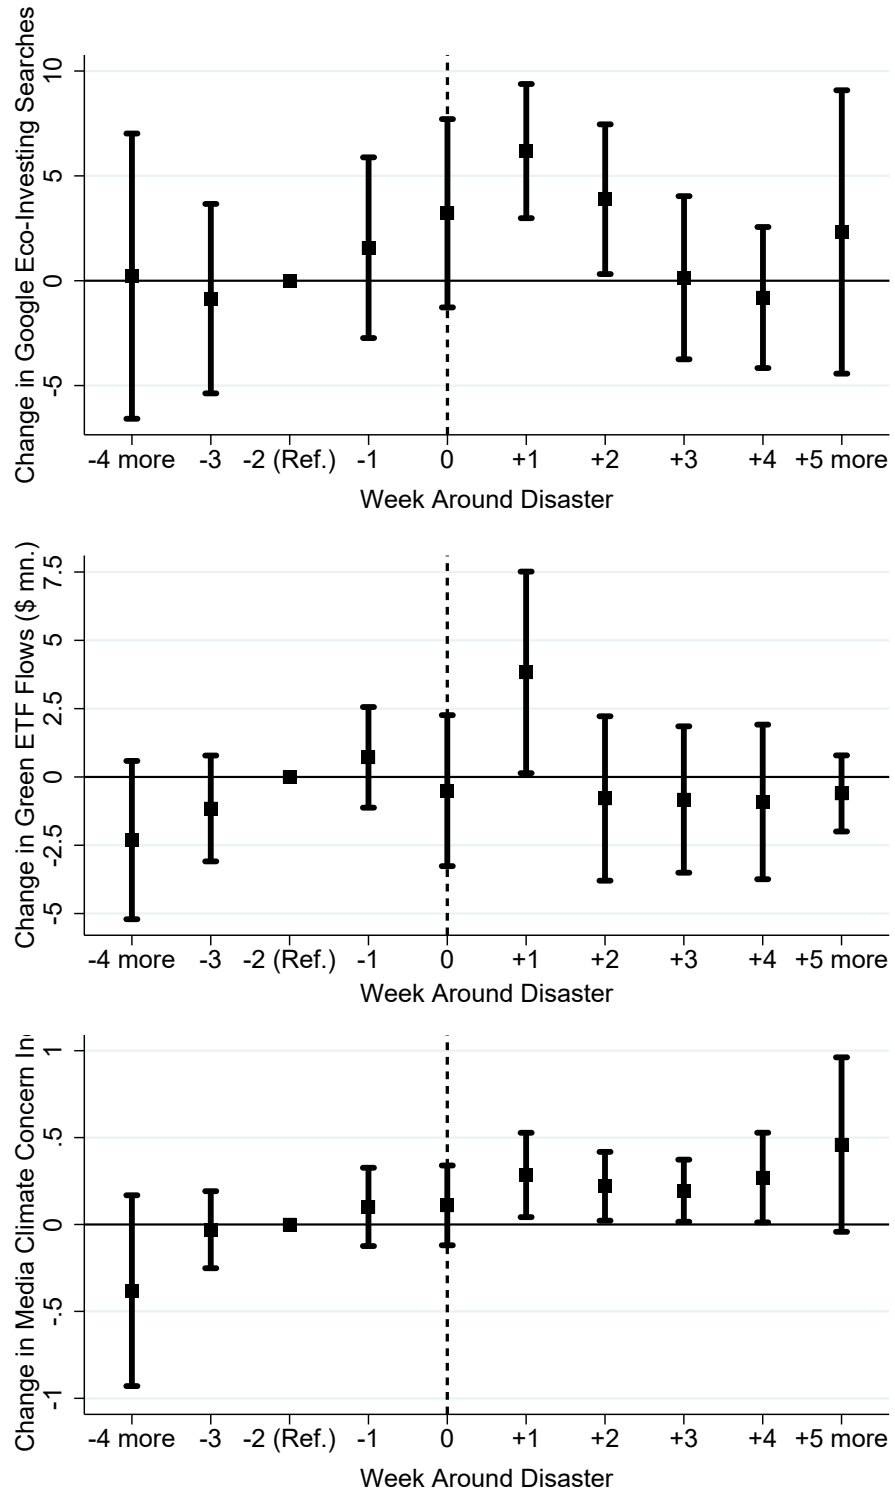 Change in Google Eco-Investing Searches
10
5
0
-5
-4 more -3 -2 (Ref.) -1 0 +1 +2 +3 +4 +5 more
Week Around Disaster
Change in Green ETF Flows ($ mn.)
7.5
5
2.5
0
-2.5
-5
-4 more -3 -2 (Ref.) -1 0 +1 +2 +3 +4 +5 more
Week Around Disaster
Change in Media Climate Concern
1
.5
0
-.5
-1
-4 more -3 -2 (Ref.) -1 0 +1 +2 +3 +4 +5 more
Week Around Disaster